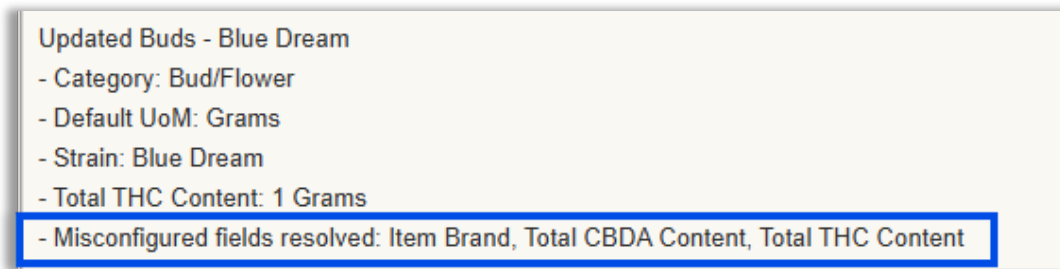 Updated Buds - Blue Dream
- Category: Bud/Flower
- Default UoM: Grams
- Strain: Blue Dream
- Total THC Content: 1 Grams
- Misconfigured fields resolved: Item Brand, Total CBDA Content, Total THC Content